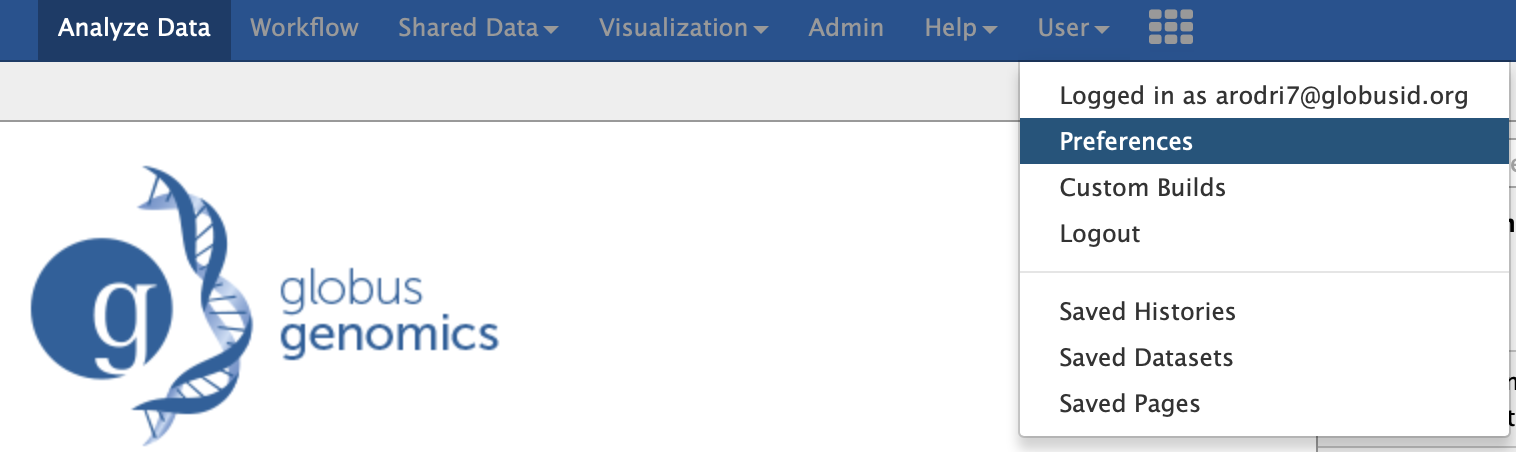 Analyze Data Workflow Shared Data Visualization Admin Help User
Logged in as arodri7@globusid.org
Preferences
Custom Builds
Logout
Saved Histories
Saved Datasets
Saved Pages
g
globus
genomics